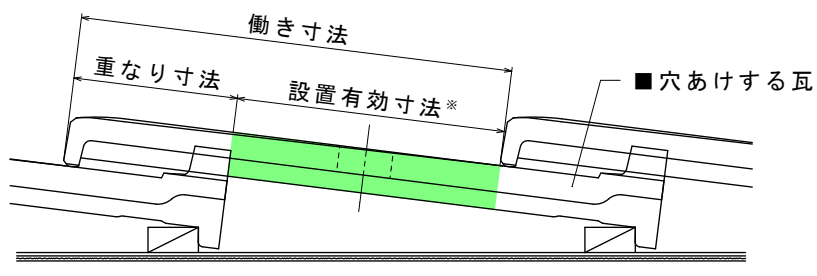 働き寸法
重なり寸法
設置有効寸法※
■穴あけする瓦